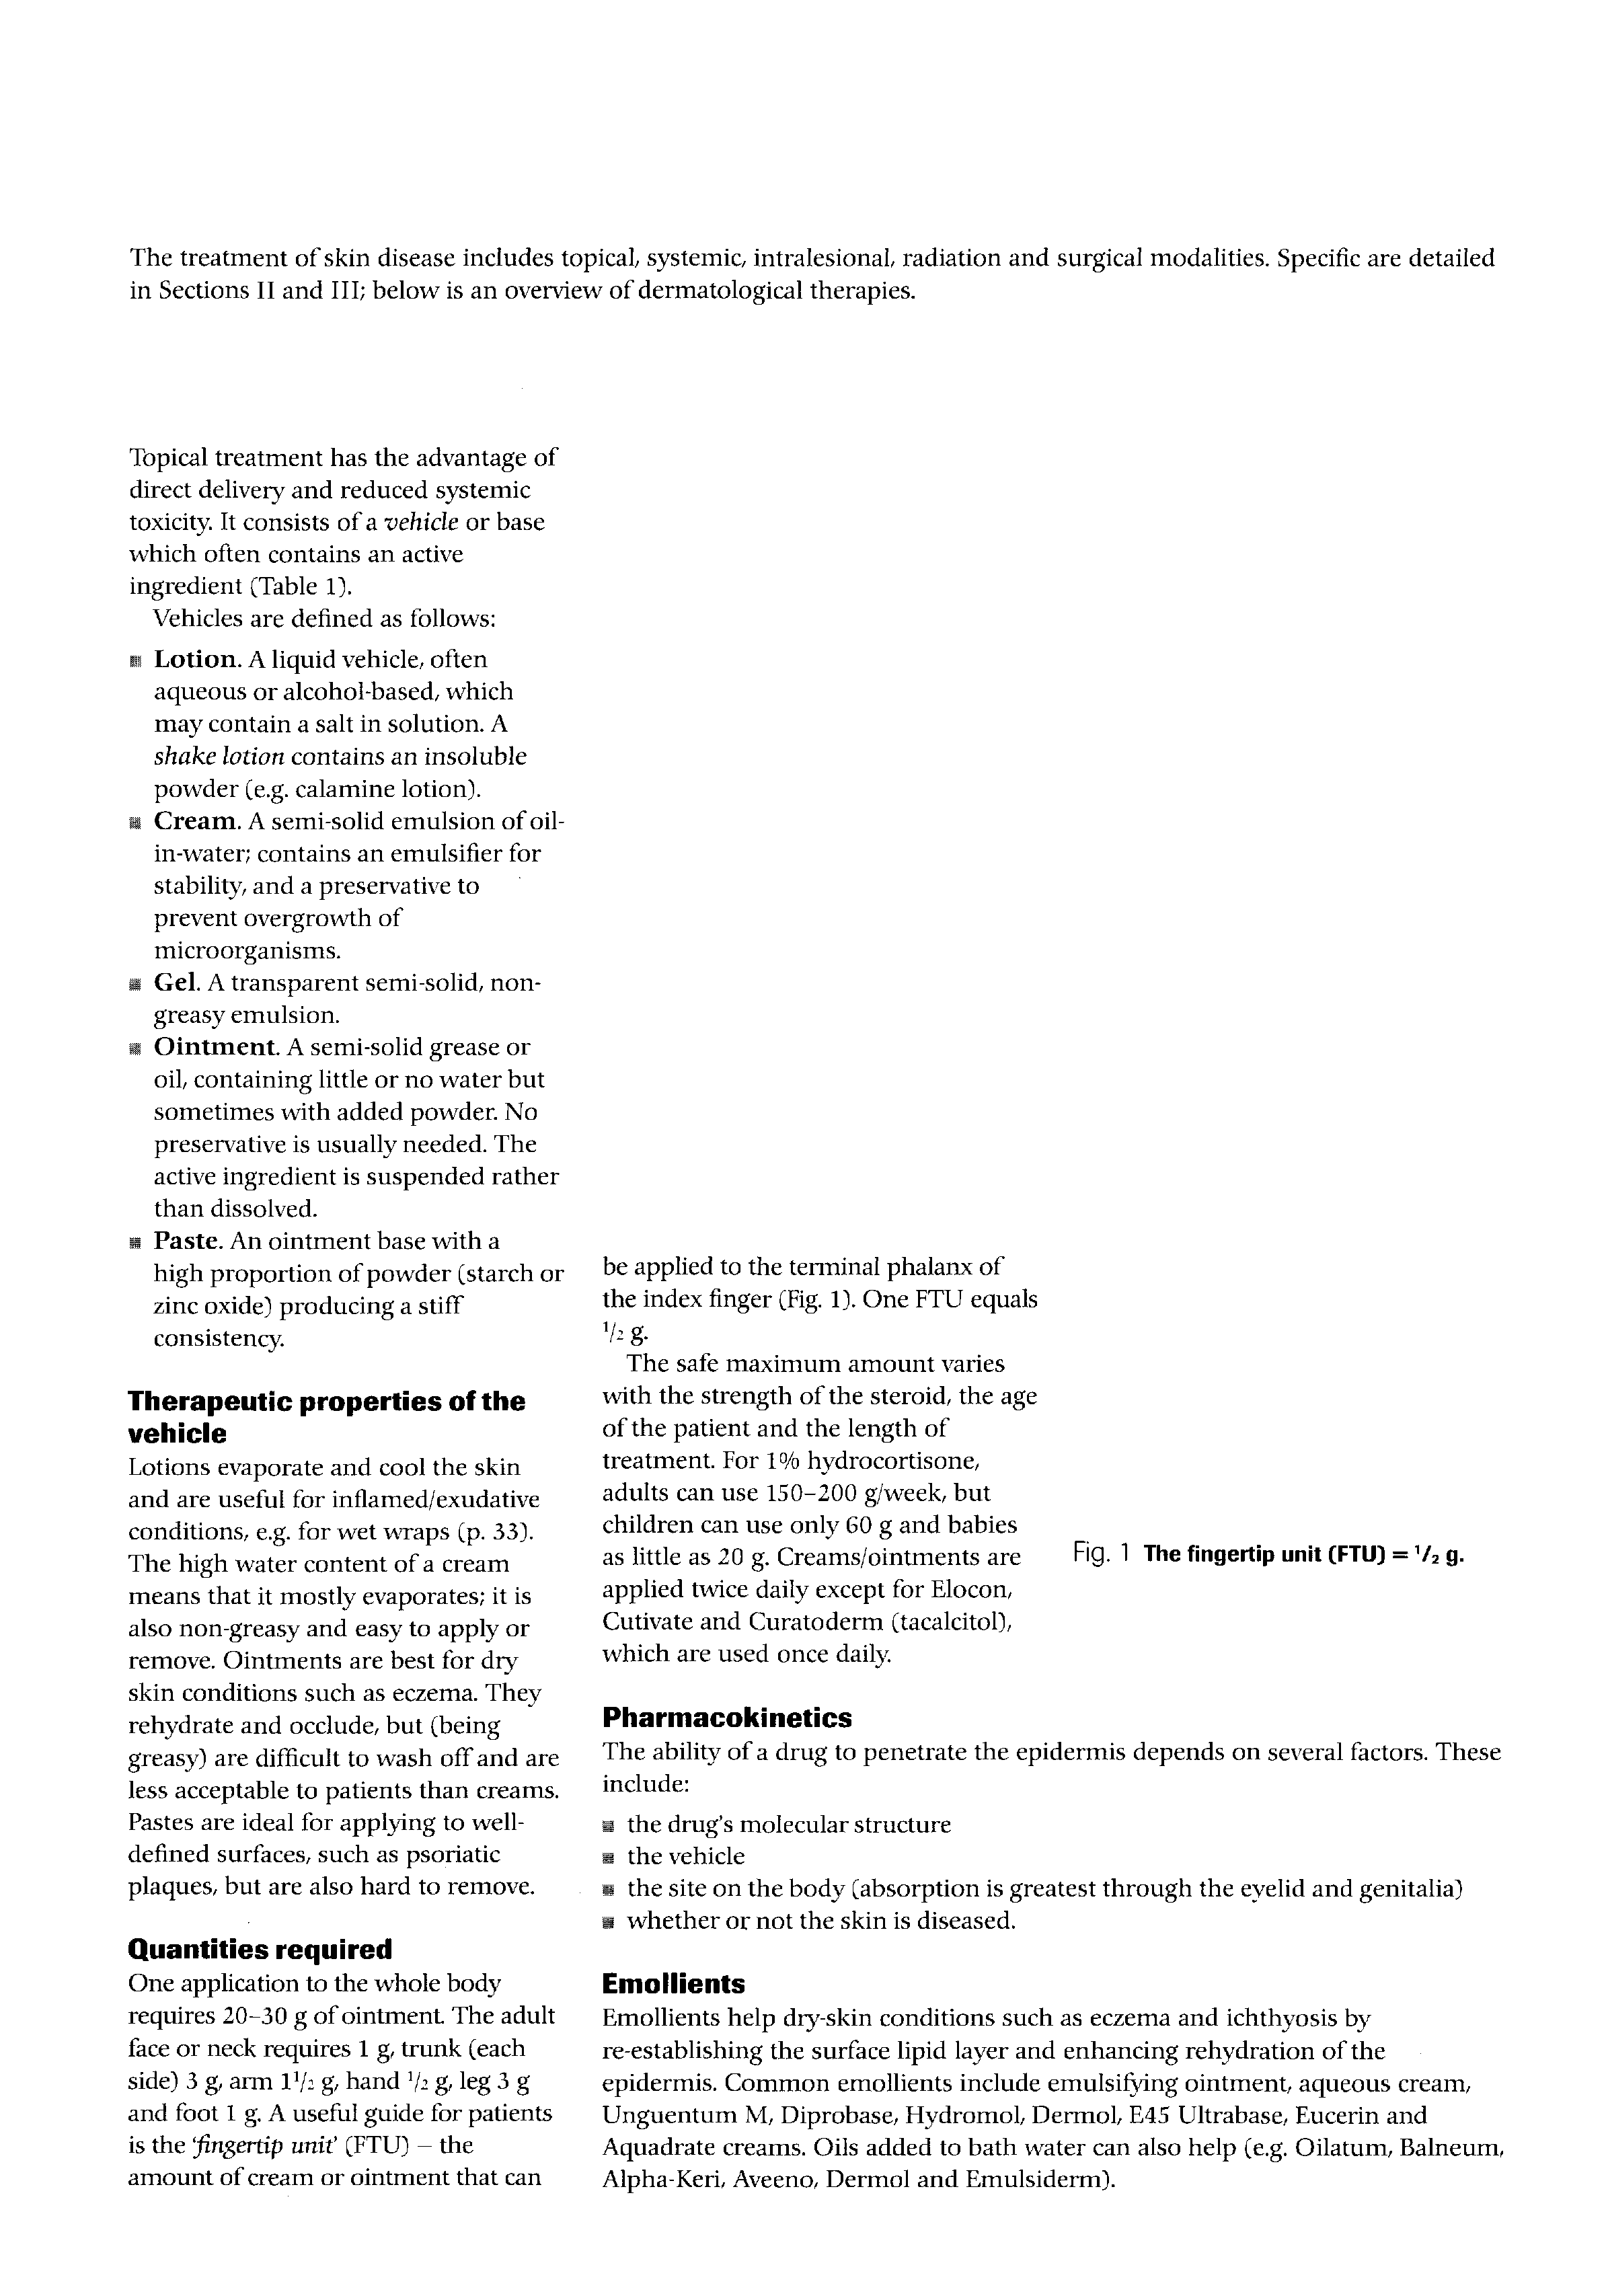 The treatment of skin disease includes topical, systemic, intralesional, radiation and surgical modalities. Specific are detailed
in Sections II and III; below is an overview of dermatological therapies.
Topical treatment has the advantage of
direct delivery and reduced systemic
toxicity. It consists of a vehicle or base
which often contains an active
ingredient (Table 1).
Vehicles are defined as follows:
■ Lotion. A liquid vehicle, often
aqueous or alcohol-based, which
may contain a salt in solution. A
shake lotion contains an insoluble
powder (e.g. calamine lotion).
■ Cream. A semi-solid emulsion of oil-
in-water; contains an emulsifier for
stability, and a preservative to
prevent overgrowth of
microorganisms.
■ Gel. A transparent semi-solid, non-
greasy emulsion.
■ Ointment. A semi-solid grease or
oil, containing little or no water but
sometimes with added powder. No
preservative is usually needed. The
active ingredient is suspended rather
than dissolved.
■ Paste. An ointment base with a
high proportion of powder (starch or
zinc oxide) producing a stiff
consistency.
Therapeutic properties of the
vehicle
Lotions evaporate and cool the skin
and are useful for inflamed/exudative
conditions, e.g. for wet wraps (p. 33).
The high water content of a cream
means that it mostly evaporates; it is
also non-greasy and easy to apply or
remove. Ointments are best for dry
skin conditions such as eczema. They
rehydrate and occlude, but (being
greasy) are difficult to wash off and are
less acceptable to patients than creams.
Pastes are ideal for applying to well-
defined surfaces, such as psoriatic
plaques, but are also hard to remove.
Quantities required
One application to the whole body
requires 20–30 g of ointment. The adult
face or neck requires 1 g, trunk (each
side) 3 g, arm 1½ g, hand ½ g, leg 3 g
and foot 1 g. A useful guide for patients
is the ‘fingertip unit’ (FTU) – the
amount of cream or ointment that can
be applied to the terminal phalanx of
the index finger (Fig. 1). One FTU equals
½ g.
The safe maximum amount varies
with the strength of the steroid, the age
of the patient and the length of
treatment. For 1% hydrocortisone,
adults can use 150–200 g/week, but
children can use only 60 g and babies
as little as 20 g. Creams/ointments are
applied twice daily except for Elocon,
Cutivate and Curatoderm (tacalcitol),
which are used once daily.
Fig. 1 The fingertip unit (FTU) = ½ g.
Pharmacokinetics
The ability of a drug to penetrate the epidermis depends on several factors. These
include:
■ the drug’s molecular structure
■ the vehicle
■ the site on the body (absorption is greatest through the eyelid and genitalia)
■ whether or not the skin is diseased.
Emollients
Emollients help dry-skin conditions such as eczema and ichthyosis by
re-establishing the surface lipid layer and enhancing rehydration of the
epidermis. Common emollients include emulsifying ointment, aqueous cream,
Unguentum M, Diprobase, Hydromol, Dermol, E45 Ultrabase, Eucerin and
Aquadrate creams. Oils added to bath water can also help (e.g. Oilatum, Balneum,
Alpha-Keri, Aveeno, Dermol and Emulsiderm).